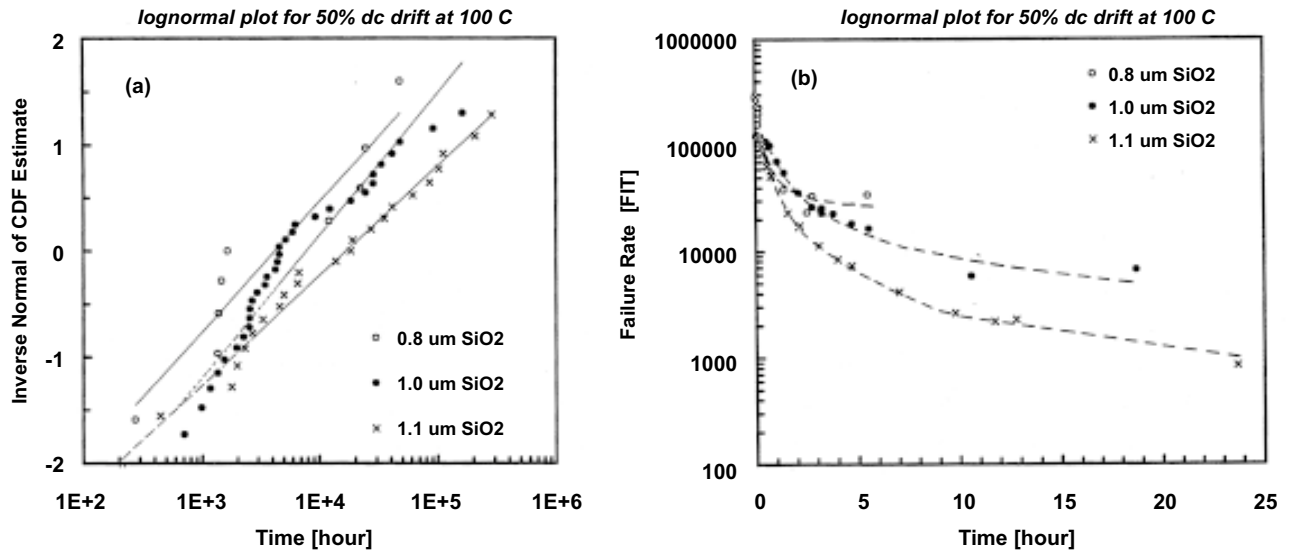 lognormal plot for 50% dc drift at 100 C
Inverse Normal of CDF Estimate
2
1
0
-1
-2
(a)
0.8 um SiO2
1.0 um SiO2
1.1 um SiO2
1E+2 1E+3 1E+4 1E+5 1E+6
Time [hour]
lognormal plot for 50% dc drift at 100 C
Failure Rate [FIT]
1000000
100000
10000
1000
100
(b)
0.8 um SiO2
1.0 um SiO2
1.1 um SiO2
0 5 10 15 20 25
Time [hour]